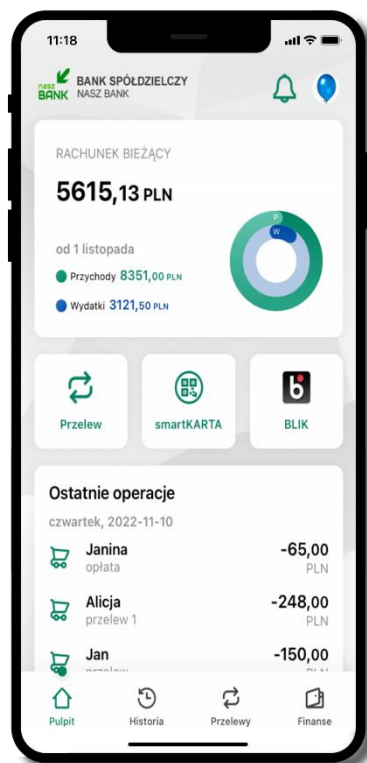 11:18
nasz
BANK
BANK SPÓŁDZIELCZY
NASZ BANK
RACHUNEK BIEŻĄCY
5615,13 PLN
od 1 listopada
Przychody 8351,00 PLN
Wydatki 3121,50 PLN
P
W
Przelew
smartKARTA
BLIK
Ostatnie operacje
czwartek, 2022-11-10
Janina -65,00
opłata PLN
Alicja -248,00
przelew 1 PLN
Jan -150,00
przelew PLN
Pulpit
Historia
Przelewy
Finanse